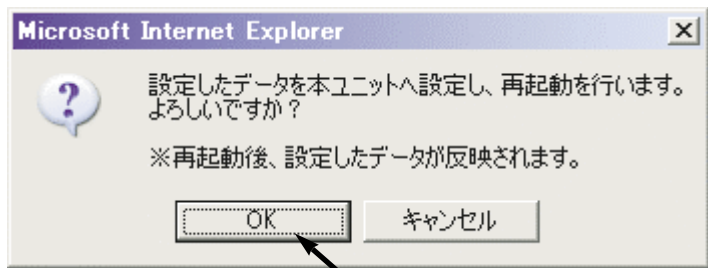 Microsoft Internet Explorer
設定したデータを本ユニットへ設定し、再起動を行います。
よろしいですか？
※再起動後、設定したデータが反映されます。
OK キャンセル